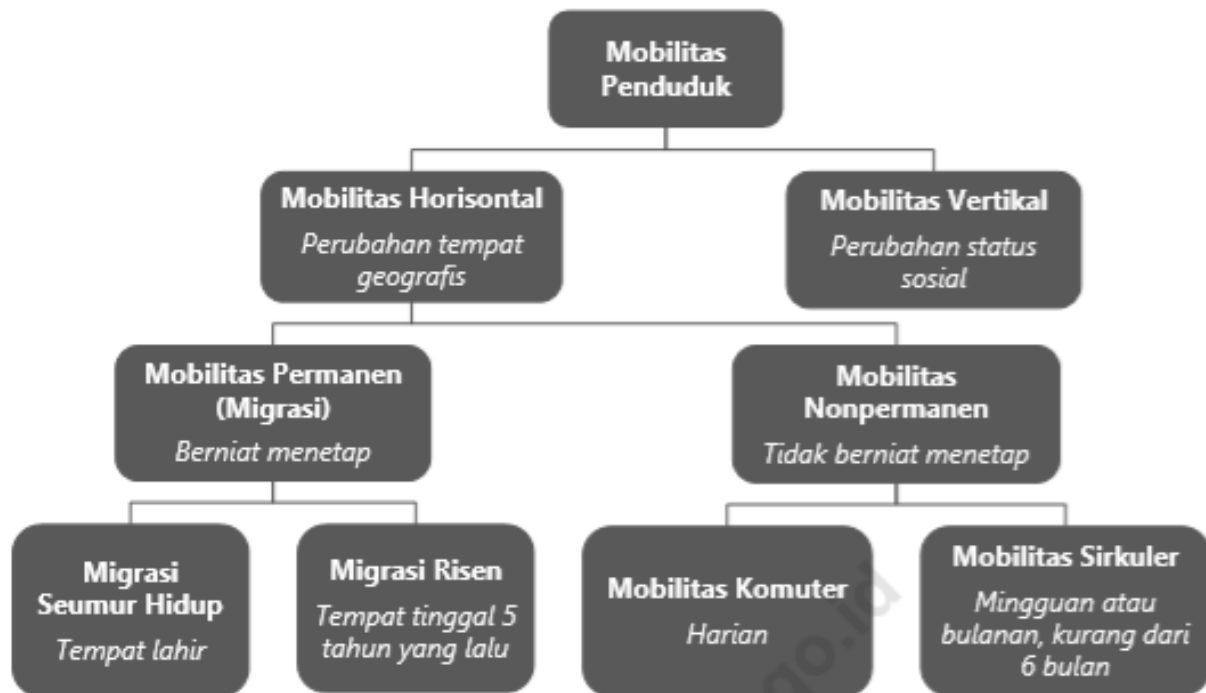 Mobilitas
Penduduk
Mobilitas Horisontal
Perubahan tempat
geografis
Mobilitas Vertikal
Perubahan status
sosial
Mobilitas Permanen
(Migrasi)
Berniat menetap
Mobilitas
Nonpermanen
Tidak berniat menetap
Migrasi
Seumur Hidup
Tempat lahir
Migrasi Risen
Tempat tinggal 5
tahun yang lalu
Mobilitas Komuter
Harian
Mobilitas Sirkuler
Mingguan atau
bulanan, kurang dari
6 bulan
go.id